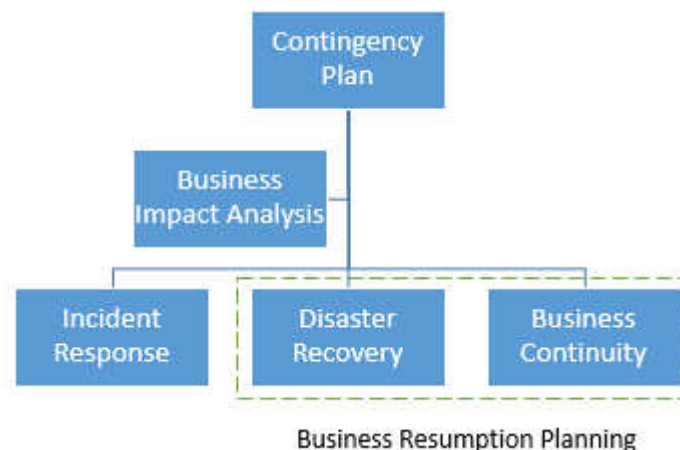 Contingency
Plan
Business
Impact Analysis
Incident
Response
Disaster
Recovery
Business
Continuity
Business Resumption Planning